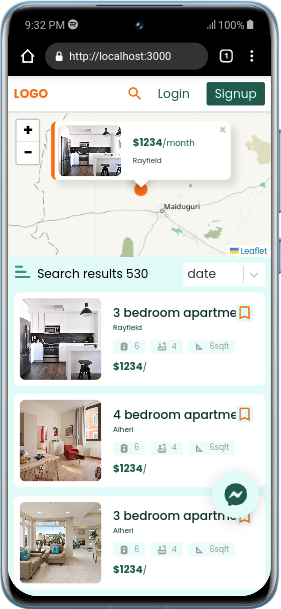 9:32 PM
100%
http://localhost:3000
1
LOGO
Login
Signup
+
−
×
$1234/month
Rayfield
Maiduguri
Leaflet
Search results 530
date
3 bedroom apartme
Rayfield
6 4 6sqft
$1234/
4 bedroom apartme
Alheri
6 4 6sqft
$1234/
3 bedroom apartme
Alheri
6 4 6sqft
$1234/